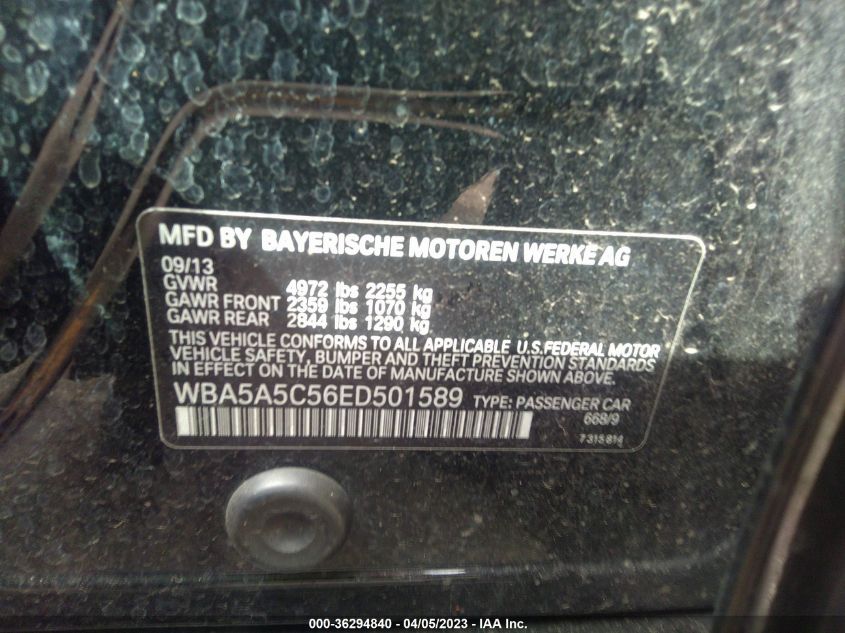 MFD BY BAYERISCHE MOTOREN WERKE AG
09/13
GVWR 4972 lbs 2255 kg
GAWR FRONT 2359 lbs 1070 kg
GAWR REAR 2844 lbs 1290 kg
THIS VEHICLE CONFORMS TO ALL APPLICABLE U.S.FEDERAL MOTOR
VEHICLE SAFETY, BUMPER AND THEFT PREVENTION STANDARDS
IN EFFECT ON THE DATE OF MANUFACTURE SHOWN ABOVE.
WBA5A5C56ED501589 TYPE: PASSENGER CAR
668/9
7 315 814
000-36294840 - 04/05/2023 - IAA Inc.